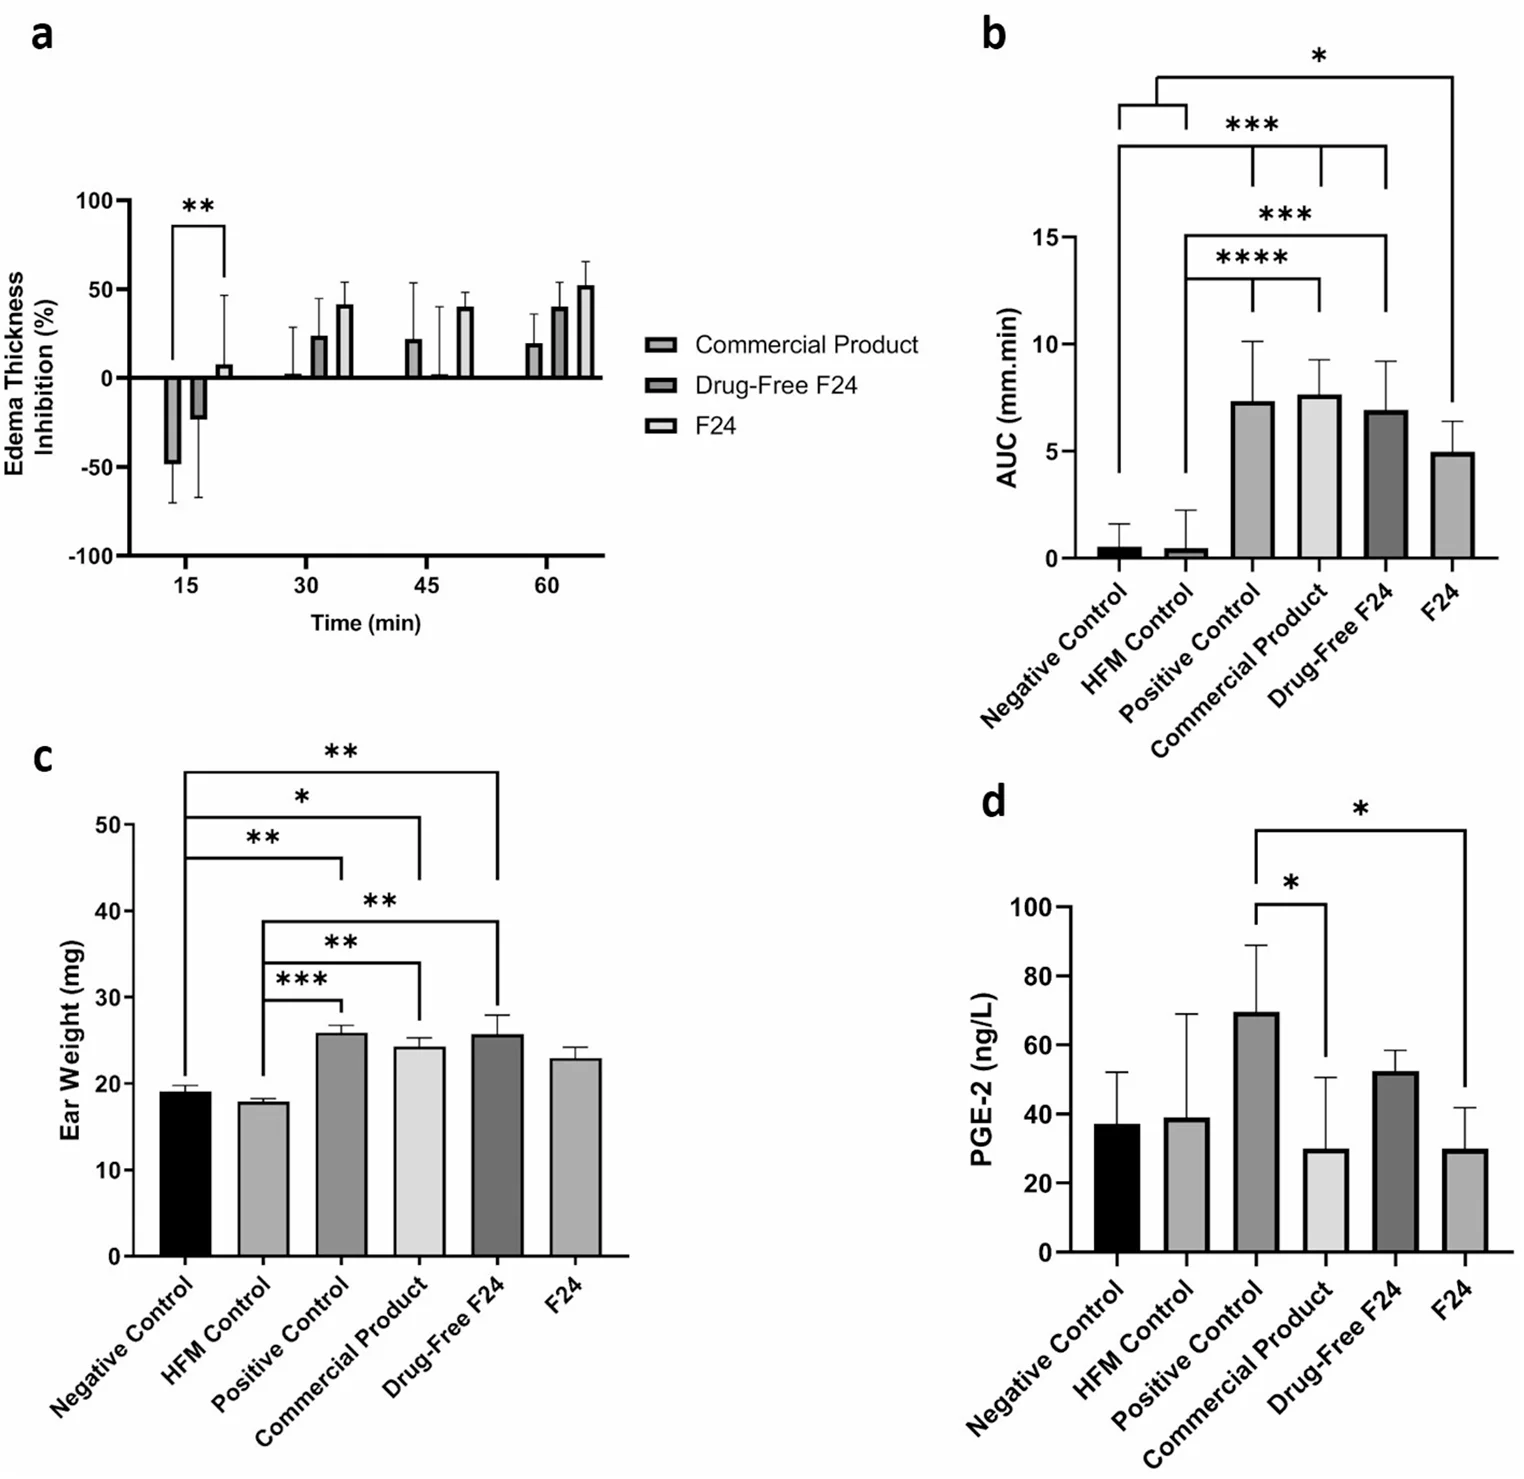 a
**
100
50
0
-50
-100
Edema Thickness
Inhibition (%)
15 30 45 60
Time (min)
Commercial Product
Drug-Free F24
F24
b
*
***
***
****
15
10
5
0
AUC (mm.min)
Negative Control
HFM Control
Positive Control
Commercial Product
Drug-Free F24
F24
c
**
*
**
**
**
***
50
40
30
20
10
0
Ear Weight (mg)
Negative Control
HFM Control
Positive Control
Commercial Product
Drug-Free F24
F24
d
*
*
100
80
60
40
20
0
PGE-2 (ng/L)
Negative Control
HFM Control
Positive Control
Commercial Product
Drug-Free F24
F24